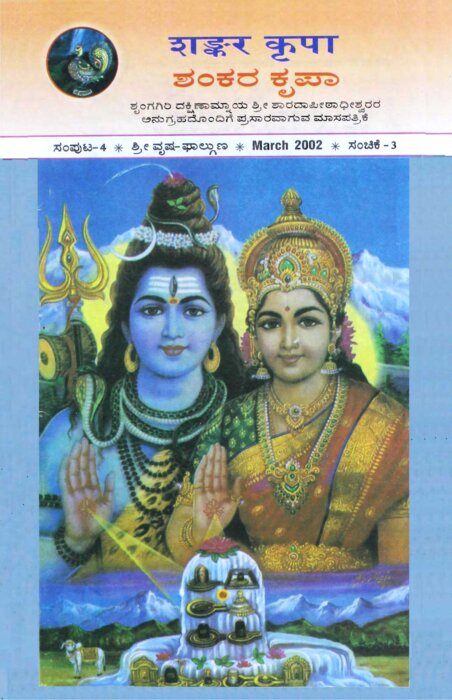 शङ्कर कृपा
ಶಂಕರ ಕೃಪಾ
ಶೃಂಗಗಿರಿ ದಕ್ಷಿಣಾಮ್ನಾಯ ಶ್ರೀ ಶಾರದಾಪೀಠಾಧೀಶ್ವರರ
ಅನುಗ್ರಹದೊಂದಿಗೆ ಪ್ರಸಾರವಾಗುವ ಮಾಸಪತ್ರಿಕೆ
ಸಂಪುಟ-4 ✳ ಶ್ರೀ ವೃಷ-ಫಾಲ್ಗುಣ ✳ March 2002 ✳ ಸಂಚಿಕೆ -3